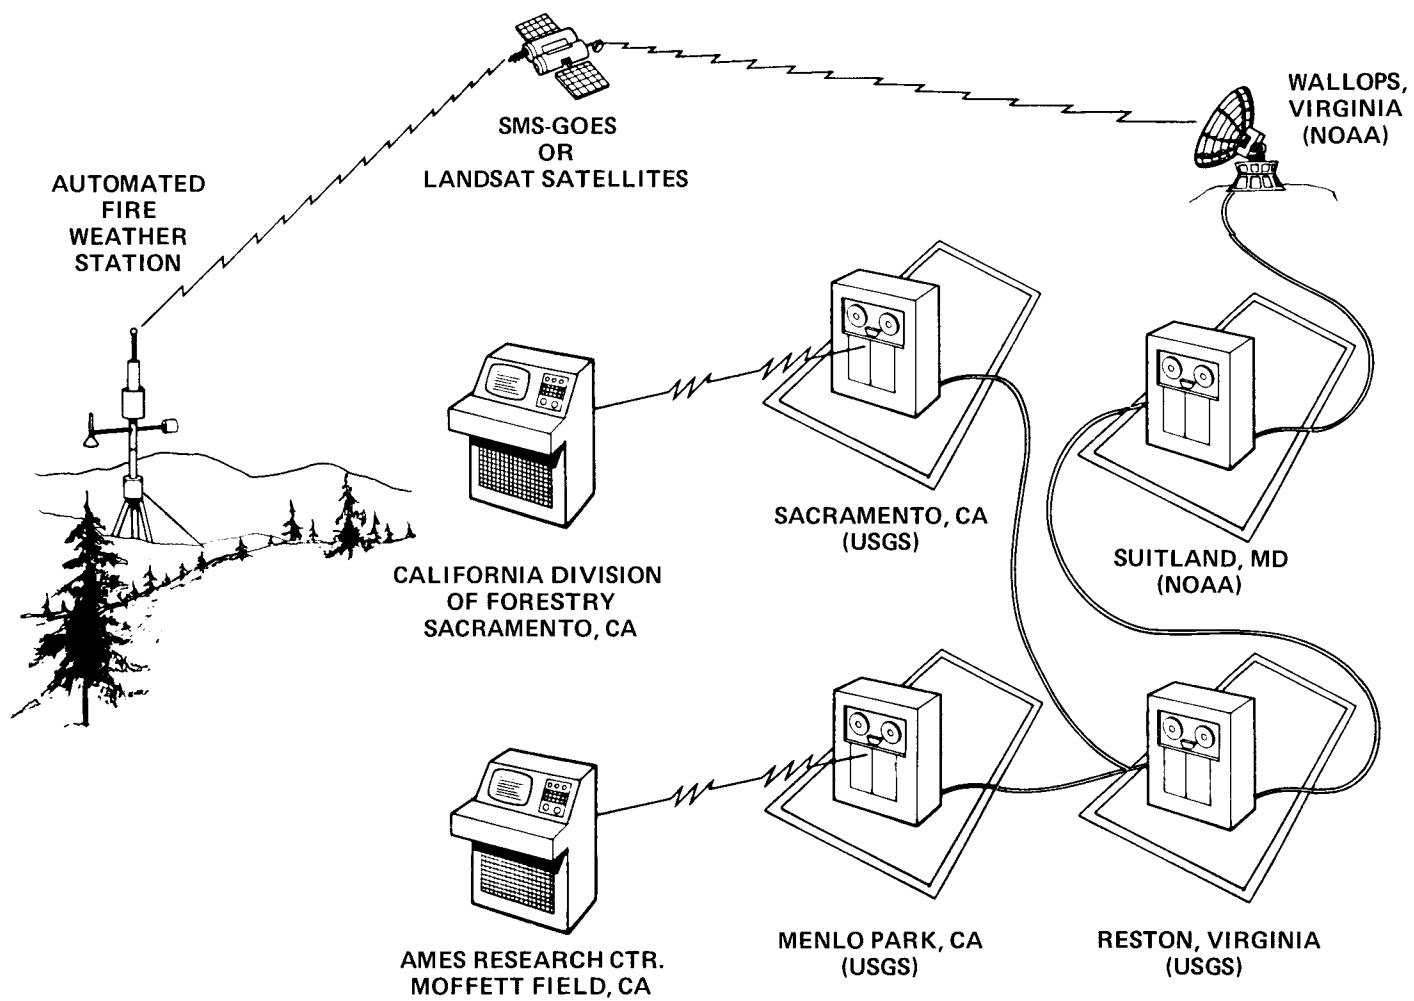 WALLOPS,
VIRGINIA
(NOAA)
SMS-GOES
OR
LANDSAT SATELLITES
AUTOMATED
FIRE
WEATHER
STATION
SACRAMENTO, CA
(USGS)
SUITLAND, MD
(NOAA)
CALIFORNIA DIVISION
OF FORESTRY
SACRAMENTO, CA
MENLO PARK, CA
(USGS)
RESTON, VIRGINIA
(USGS)
AMES RESEARCH CTR.
MOFFETT FIELD, CA